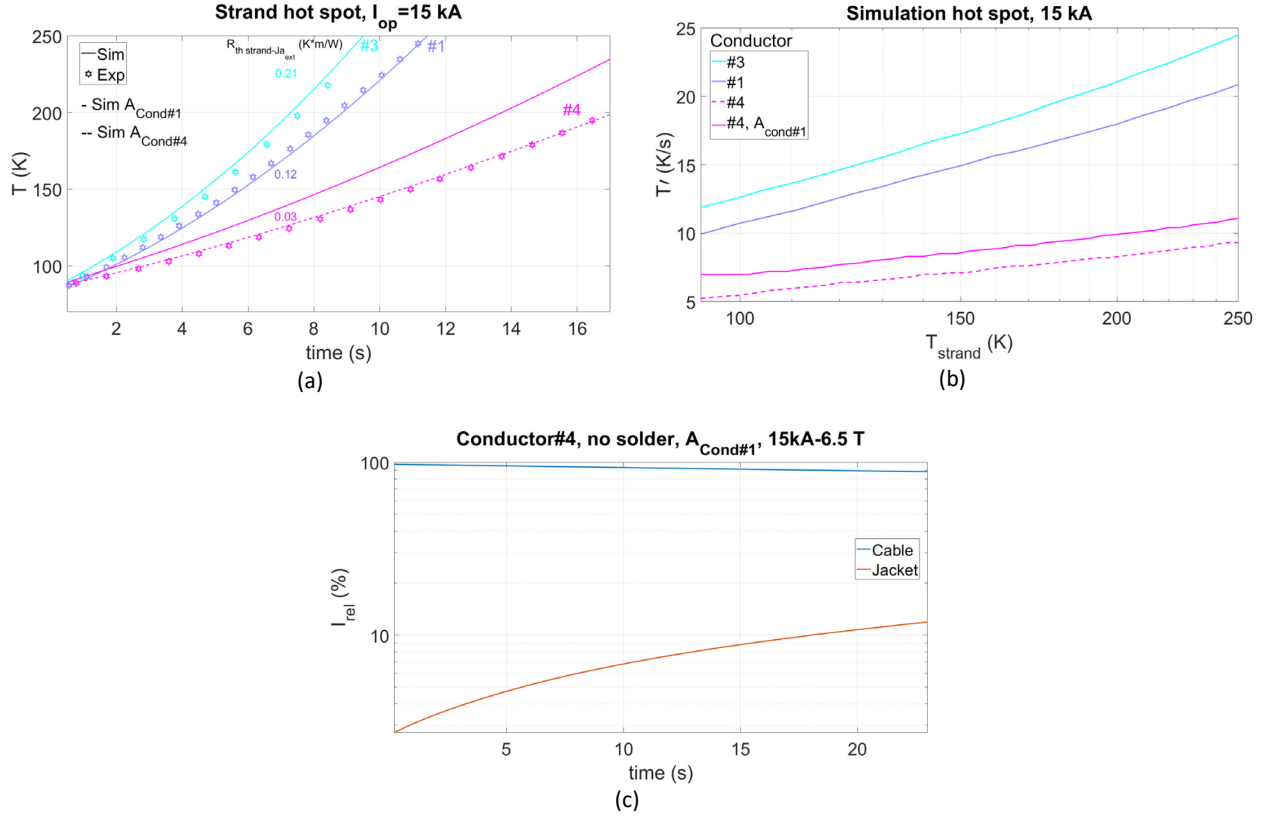 Strand hot spot, I_op=15 kA
250
200
150
100
T (K)
Sim
Exp
- Sim A_Cond#1
-- Sim A_Cond#4
R_th strand-Ja_ext (K*m/W)
0.21
0.12
0.03
#3
#1
#4
2 4 6 8 10 12 14 16
time (s)
(a)
Simulation hot spot, 15 kA
25
20
15
10
5
T′ (K/s)
Conductor
#3
#1
#4
#4, A_cond#1
100 150 200 250
T_strand (K)
(b)
Conductor#4, no solder, A_Cond#1, 15kA-6.5 T
100
10
I_rel (%)
Cable
Jacket
5 10 15 20
time (s)
(c)